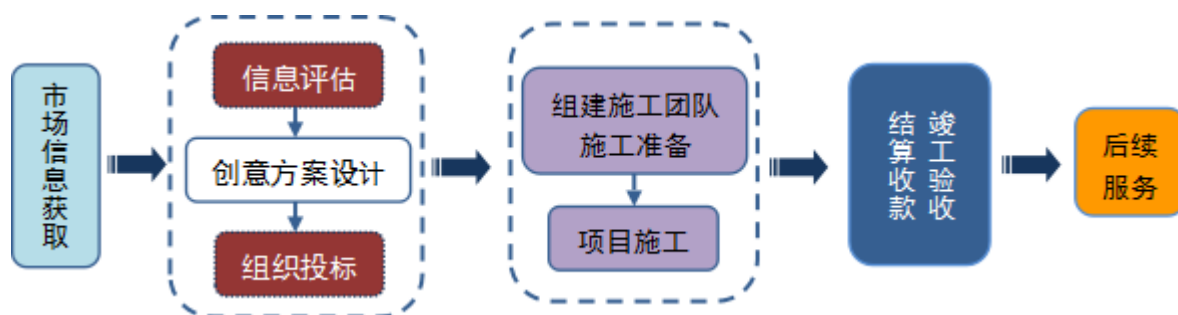 市场信息获取
信息评估
创意方案设计
组织投标
组建施工团队
施工准备
项目施工
竣工验收
结算收款
后续
服务